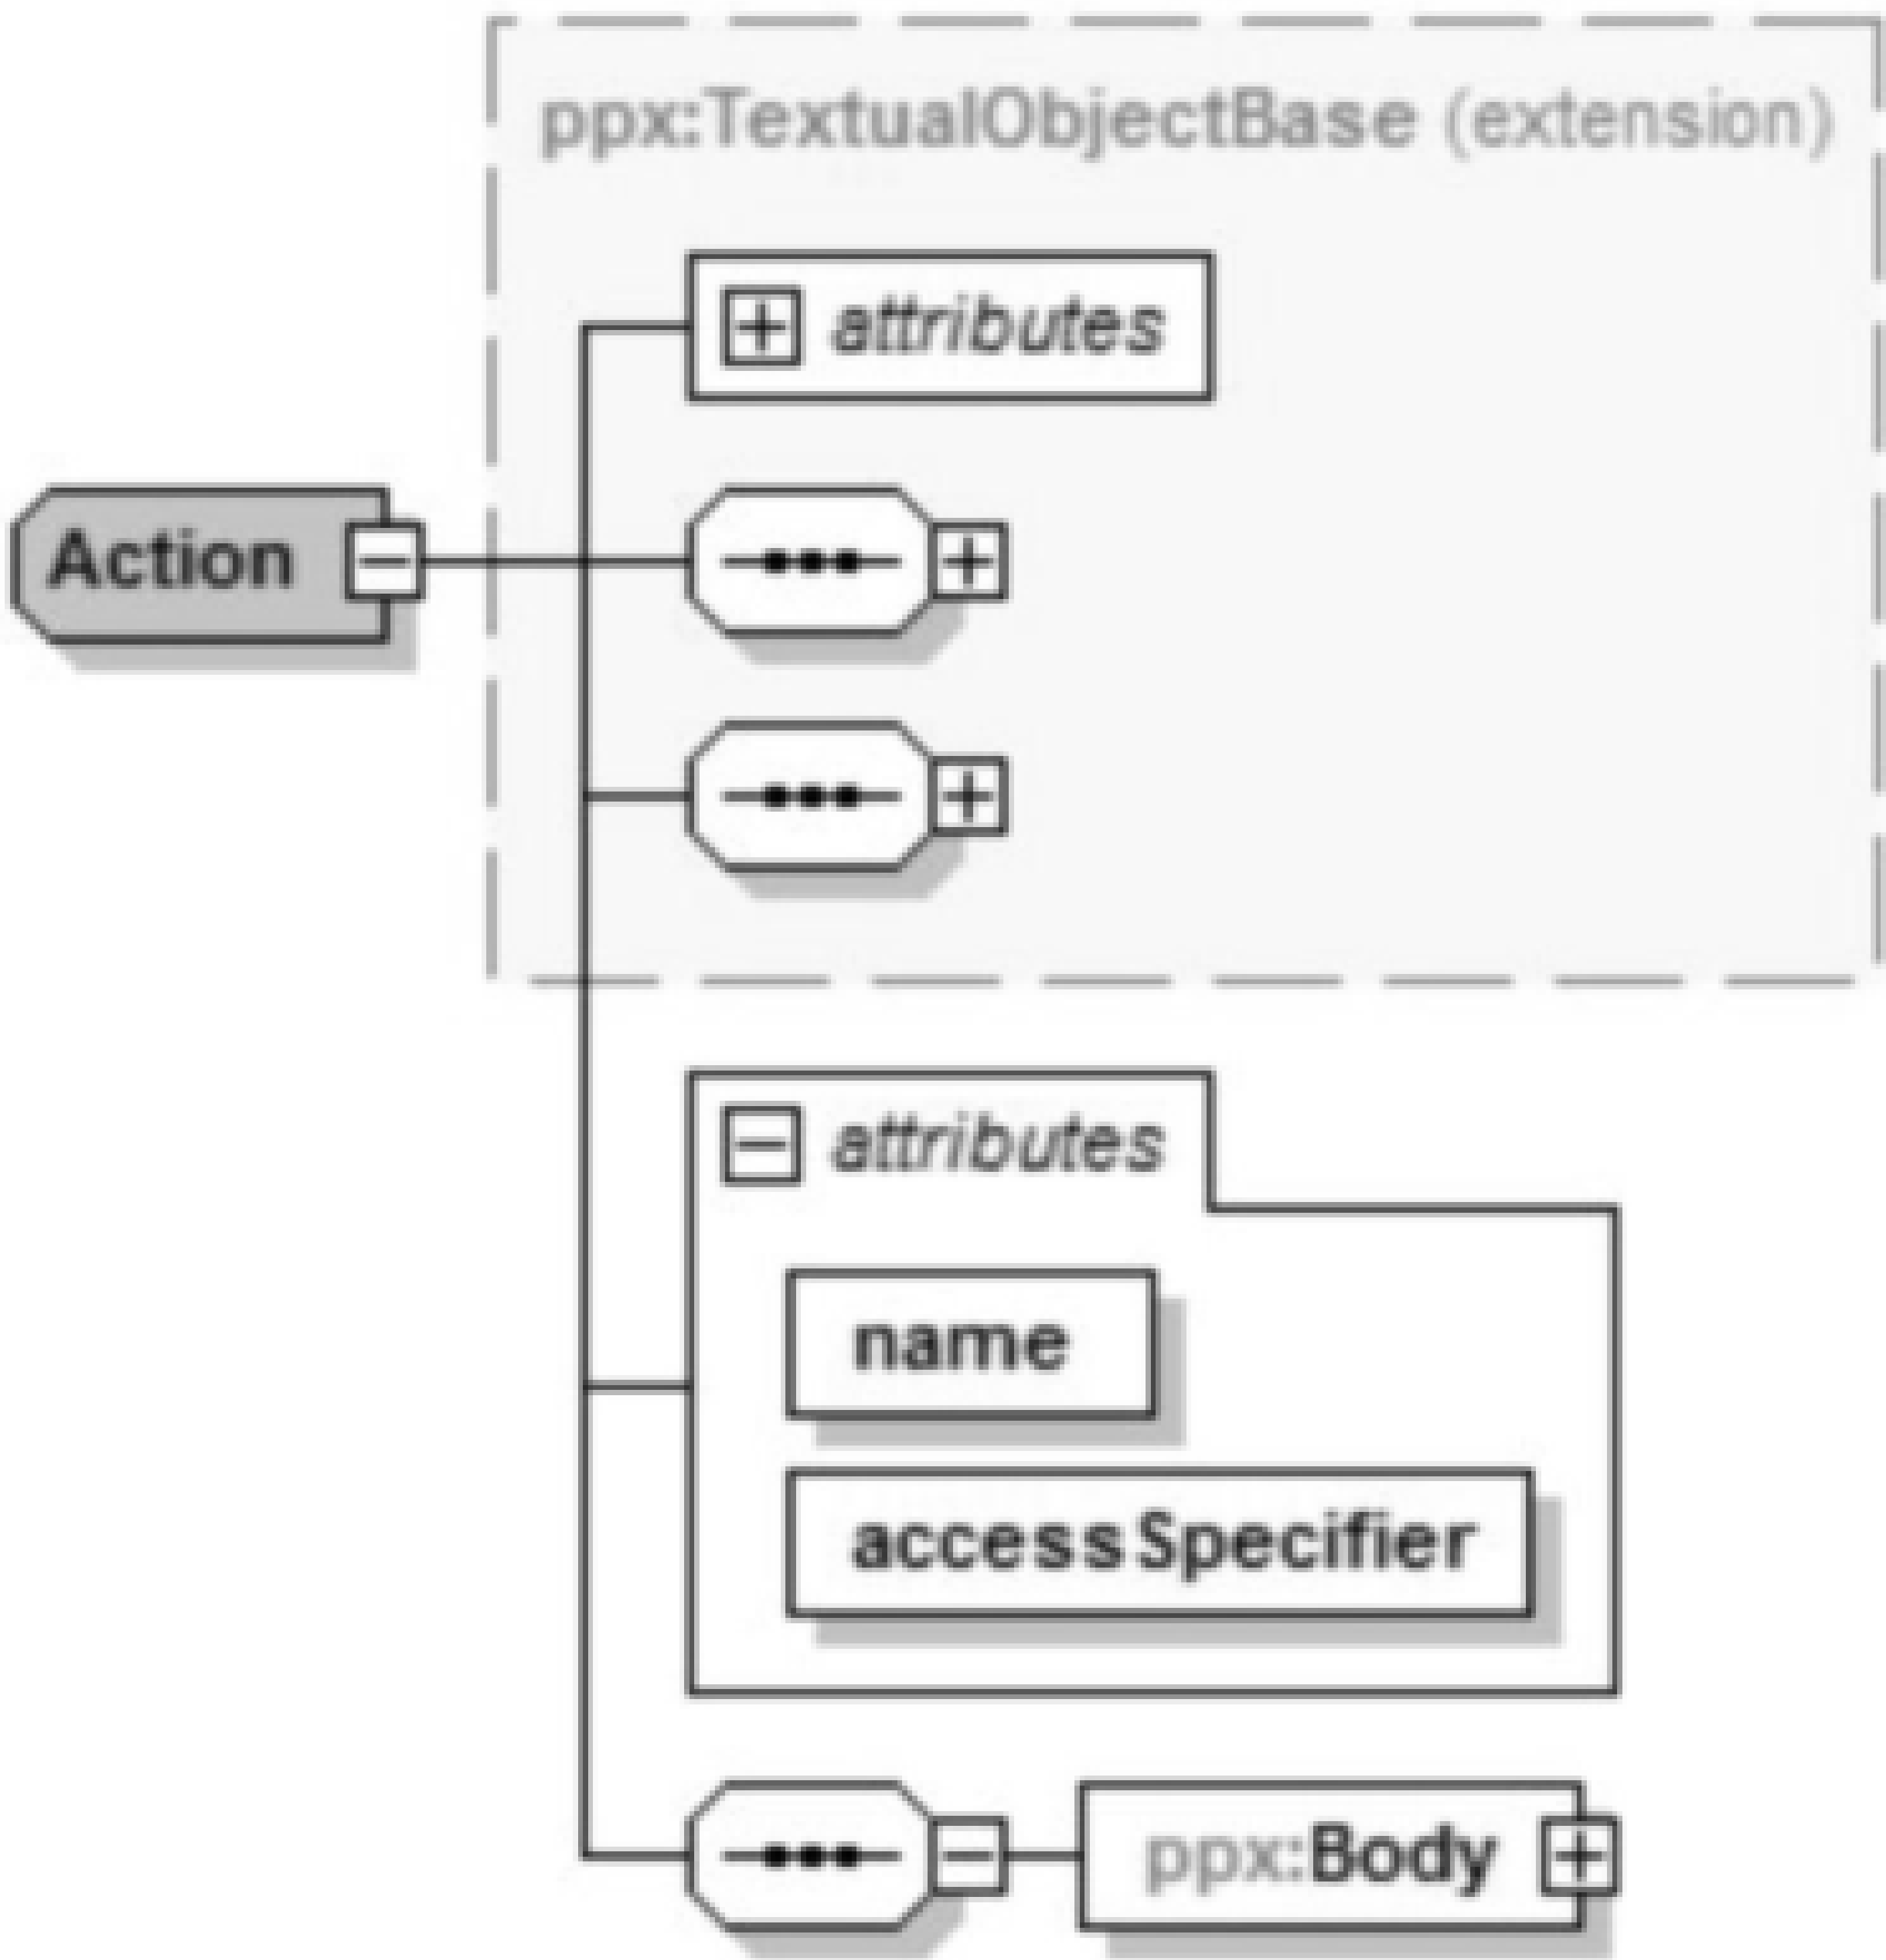 ppx:TextualObjectBase (extension)
attributes
Action
attributes
name
accessSpecifier
ppx:Body